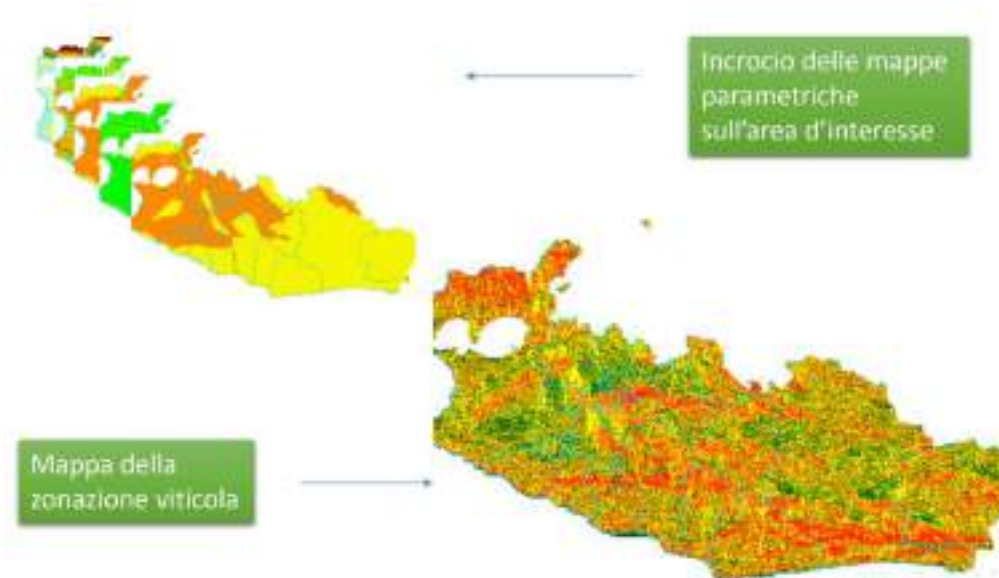 Incrocio delle mappe
parametriche
sull'area d'interesse
Mappa della
zonazione viticola